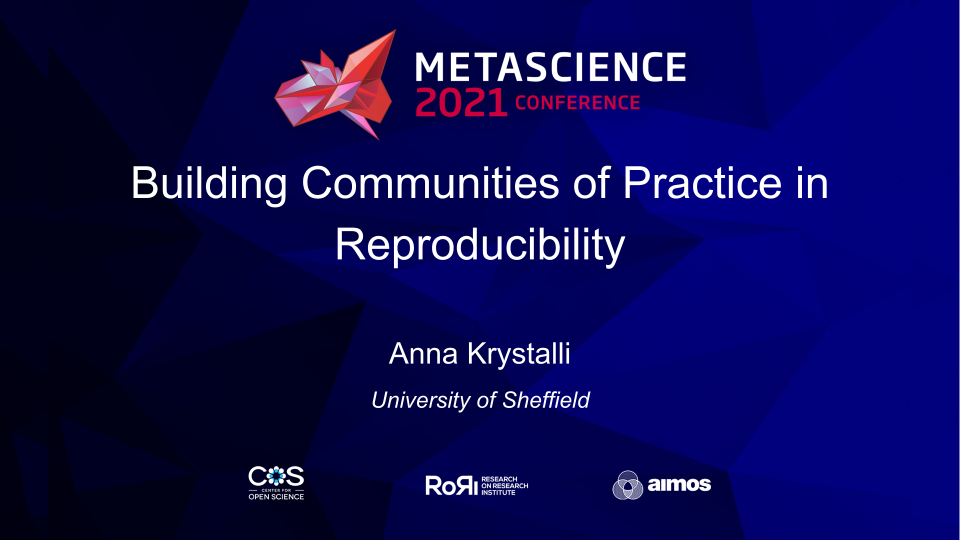 METASCIENCE
2021 CONFERENCE
Building Communities of Practice in
Reproducibility
Anna Krystalli
University of Sheffield
COS
CENTER FOR
OPEN SCIENCE
RoRi
RESEARCH
ON RESEARCH
INSTITUTE
aimos